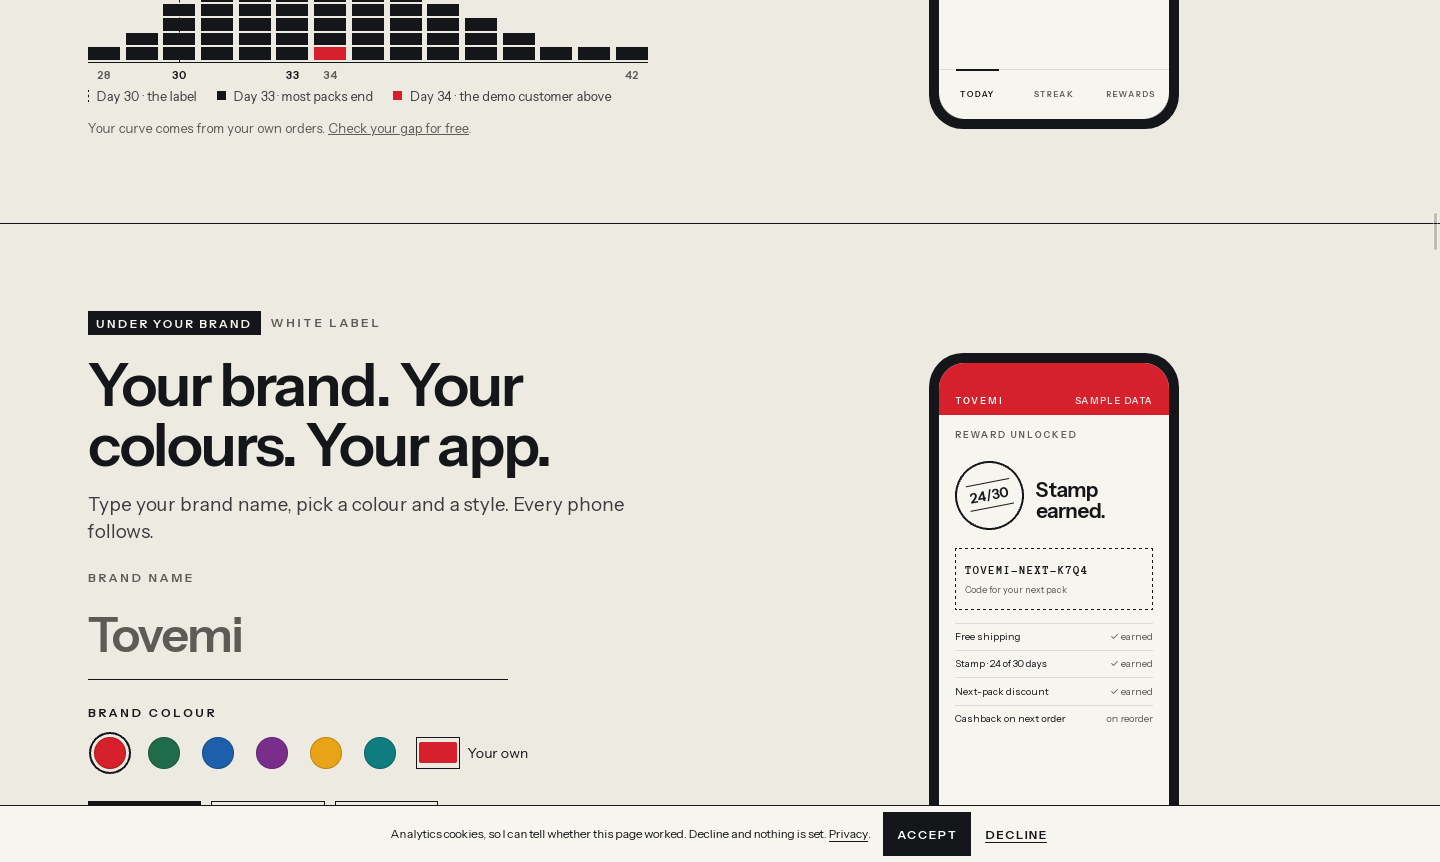 28 30 33 34 42
Day 30 · the label Day 33 · most packs end Day 34 · the demo customer above
Your curve comes from your own orders. Check your gap for free.
TODAY STREAK REWARDS
UNDER YOUR BRAND WHITE LABEL
Your brand. Your
colours. Your app.
Type your brand name, pick a colour and a style. Every phone
follows.
BRAND NAME
Tovemi
BRAND COLOUR
Your own
TOVEMI SAMPLE DATA
REWARD UNLOCKED
24/30
Stamp
earned.
TOVEMI–NEXT–K7Q4
Code for your next pack
Free shipping ✓ earned
Stamp · 24 of 30 days ✓ earned
Next-pack discount ✓ earned
Cashback on next order on reorder
Analytics cookies, so I can tell whether this page worked. Decline and nothing is set. Privacy. ACCEPT DECLINE